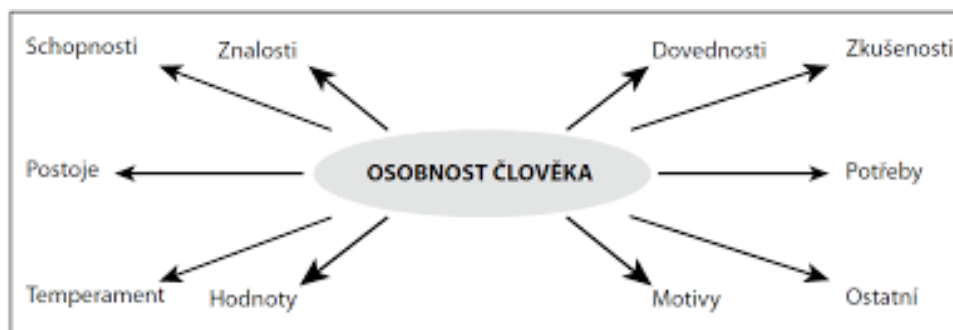 Schopnosti
Znalosti
Dovednosti
Zkušenosti
Postoje
OSOBNOST ČLOVĚKA
Potřeby
Temperament
Hodnoty
Motivy
Ostatní